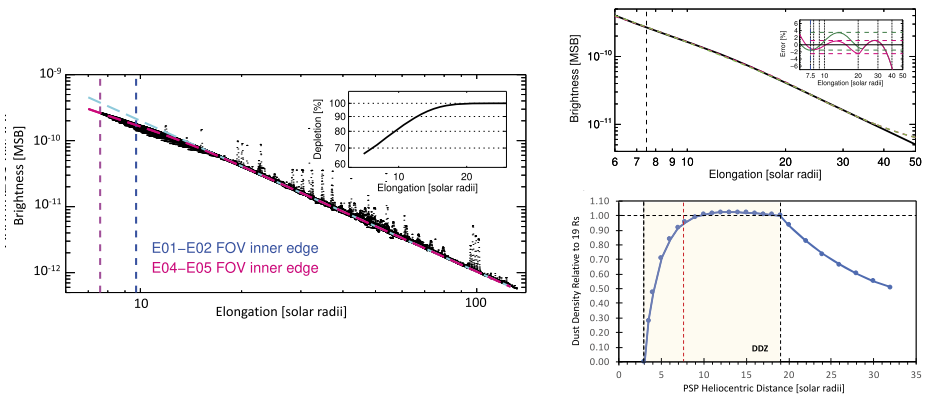 10⁻⁹
10⁻¹⁰
10⁻¹¹
10⁻¹²
Brightness [MSB]
10
100
Elongation [solar radii]
E01–E02 FOV inner edge
E04–E05 FOV inner edge
Depletion [%]
100
90
80
70
60
10
20
Elongation [solar radii]
Brightness [MSB]
10⁻¹⁰
10⁻¹¹
6 7 8 9 10 20 30 40 50
Elongation [solar radii]
Error [%]
6
4
2
0
−2
−4
−6
7.5 10 20 30 40 50
Elongation [solar radii]
Dust Density Relative to 19 Rs
1.10
1.00
0.90
0.80
0.70
0.60
0.50
0.40
0.30
0.20
0.10
0.00
DDZ
0 5 10 15 20 25 30 35
PSP Heliocentric Distance [solar radii]